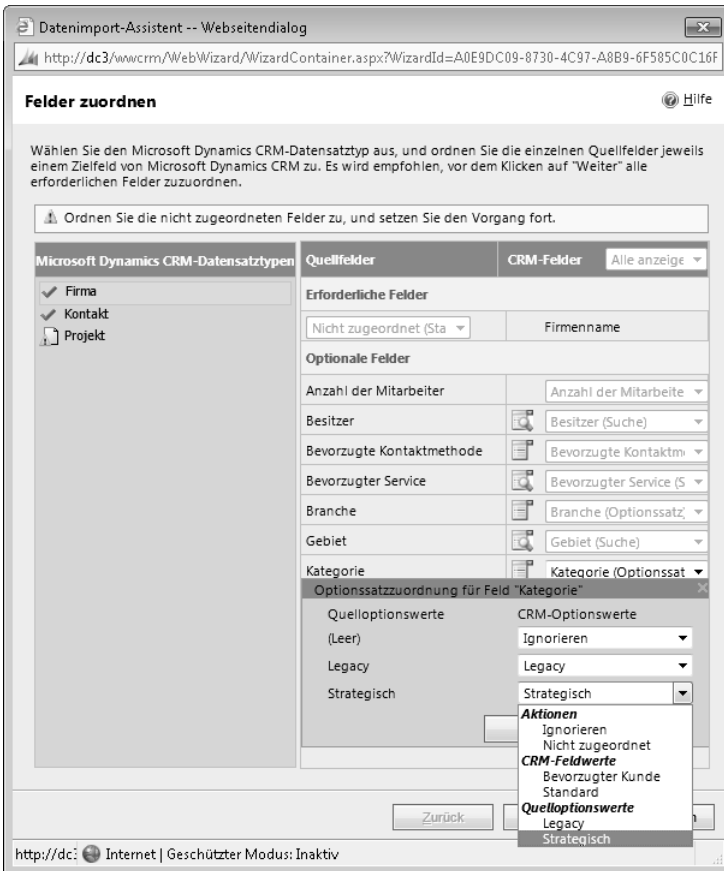 Datenimport-Assistent -- Webseitendialog
http://dc3/wwcrm/WebWizard/WizardContainer.aspx?WizardId=A0E9DC09-8730-4C97-A8B9-6F585C0C16F
Felder zuordnen
Hilfe
Wählen Sie den Microsoft Dynamics CRM-Datensatztyp aus, und ordnen Sie die einzelnen Quellfelder jeweils
einem Zielfeld von Microsoft Dynamics CRM zu. Es wird empfohlen, vor dem Klicken auf "Weiter" alle
erforderlichen Felder zuzuordnen.
Ordnen Sie die nicht zugeordneten Felder zu, und setzen Sie den Vorgang fort.
Microsoft Dynamics CRM-Datensatztypen
Firma
Kontakt
Projekt
Quellfelder CRM-Felder Alle anzeige
Erforderliche Felder
Nicht zugeordnet (Sta Firmenname
Optionale Felder
Anzahl der Mitarbeiter Anzahl der Mitarbeite
Besitzer Besitzer (Suche)
Bevorzugte Kontaktmethode Bevorzugte Kontaktm
Bevorzugter Service Bevorzugter Service (S
Branche Branche (Optionssatz
Gebiet Gebiet (Suche)
Kategorie Kategorie (Optionssat
Optionssatzzuordnung für Feld "Kategorie"
Quelloptionswerte CRM-Optionswerte
(Leer) Ignorieren
Legacy Legacy
Strategisch Strategisch
Aktionen
Ignorieren
Nicht zugeordnet
CRM-Feldwerte
Bevorzugter Kunde
Standard
Quelloptionswerte
Legacy
Strategisch
Zurück
http://dc3 Internet | Geschützter Modus: Inaktiv